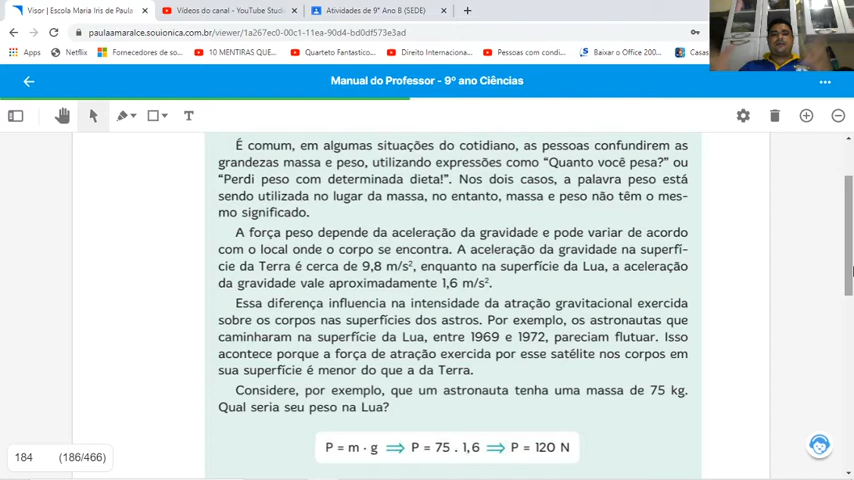 Visor | Escola Maria Iris de Paula
Vídeos do canal - YouTube Studi
Atividades de 9° Ano B (SEDE)
paulaamaralce.souionica.com.br/viewer/1a267ec0-00c1-11ea-90d4-bd0df573e3ad
Apps
Netflix
Fornecedores de so...
10 MENTIRAS QUE...
Quarteto Fantastico...
Direito Internacional...
Pessoas com condi...
Baixar o Office 200...
Casas
Manual do Professor - 9º ano Ciências
É comum, em algumas situações do cotidiano, as pessoas confundirem as
grandezas massa e peso, utilizando expressões como “Quanto você pesa?” ou
“Perdi peso com determinada dieta!”. Nos dois casos, a palavra peso está
sendo utilizada no lugar da massa, no entanto, massa e peso não têm o mes-
mo significado.
A força peso depende da aceleração da gravidade e pode variar de acordo
com o local onde o corpo se encontra. A aceleração da gravidade na superfí-
cie da Terra é cerca de 9,8 m/s², enquanto na superfície da Lua, a aceleração
da gravidade vale aproximadamente 1,6 m/s².
Essa diferença influencia na intensidade da atração gravitacional exercida
sobre os corpos nas superfícies dos astros. Por exemplo, os astronautas que
caminharam na superfície da Lua, entre 1969 e 1972, pareciam flutuar. Isso
acontece porque a força de atração exercida por esse satélite nos corpos em
sua superfície é menor do que a da Terra.
Considere, por exemplo, que um astronauta tenha uma massa de 75 kg.
Qual seria seu peso na Lua?
P = m · g ⇒ P = 75 . 1,6 ⇒ P = 120 N
184 (186/466)